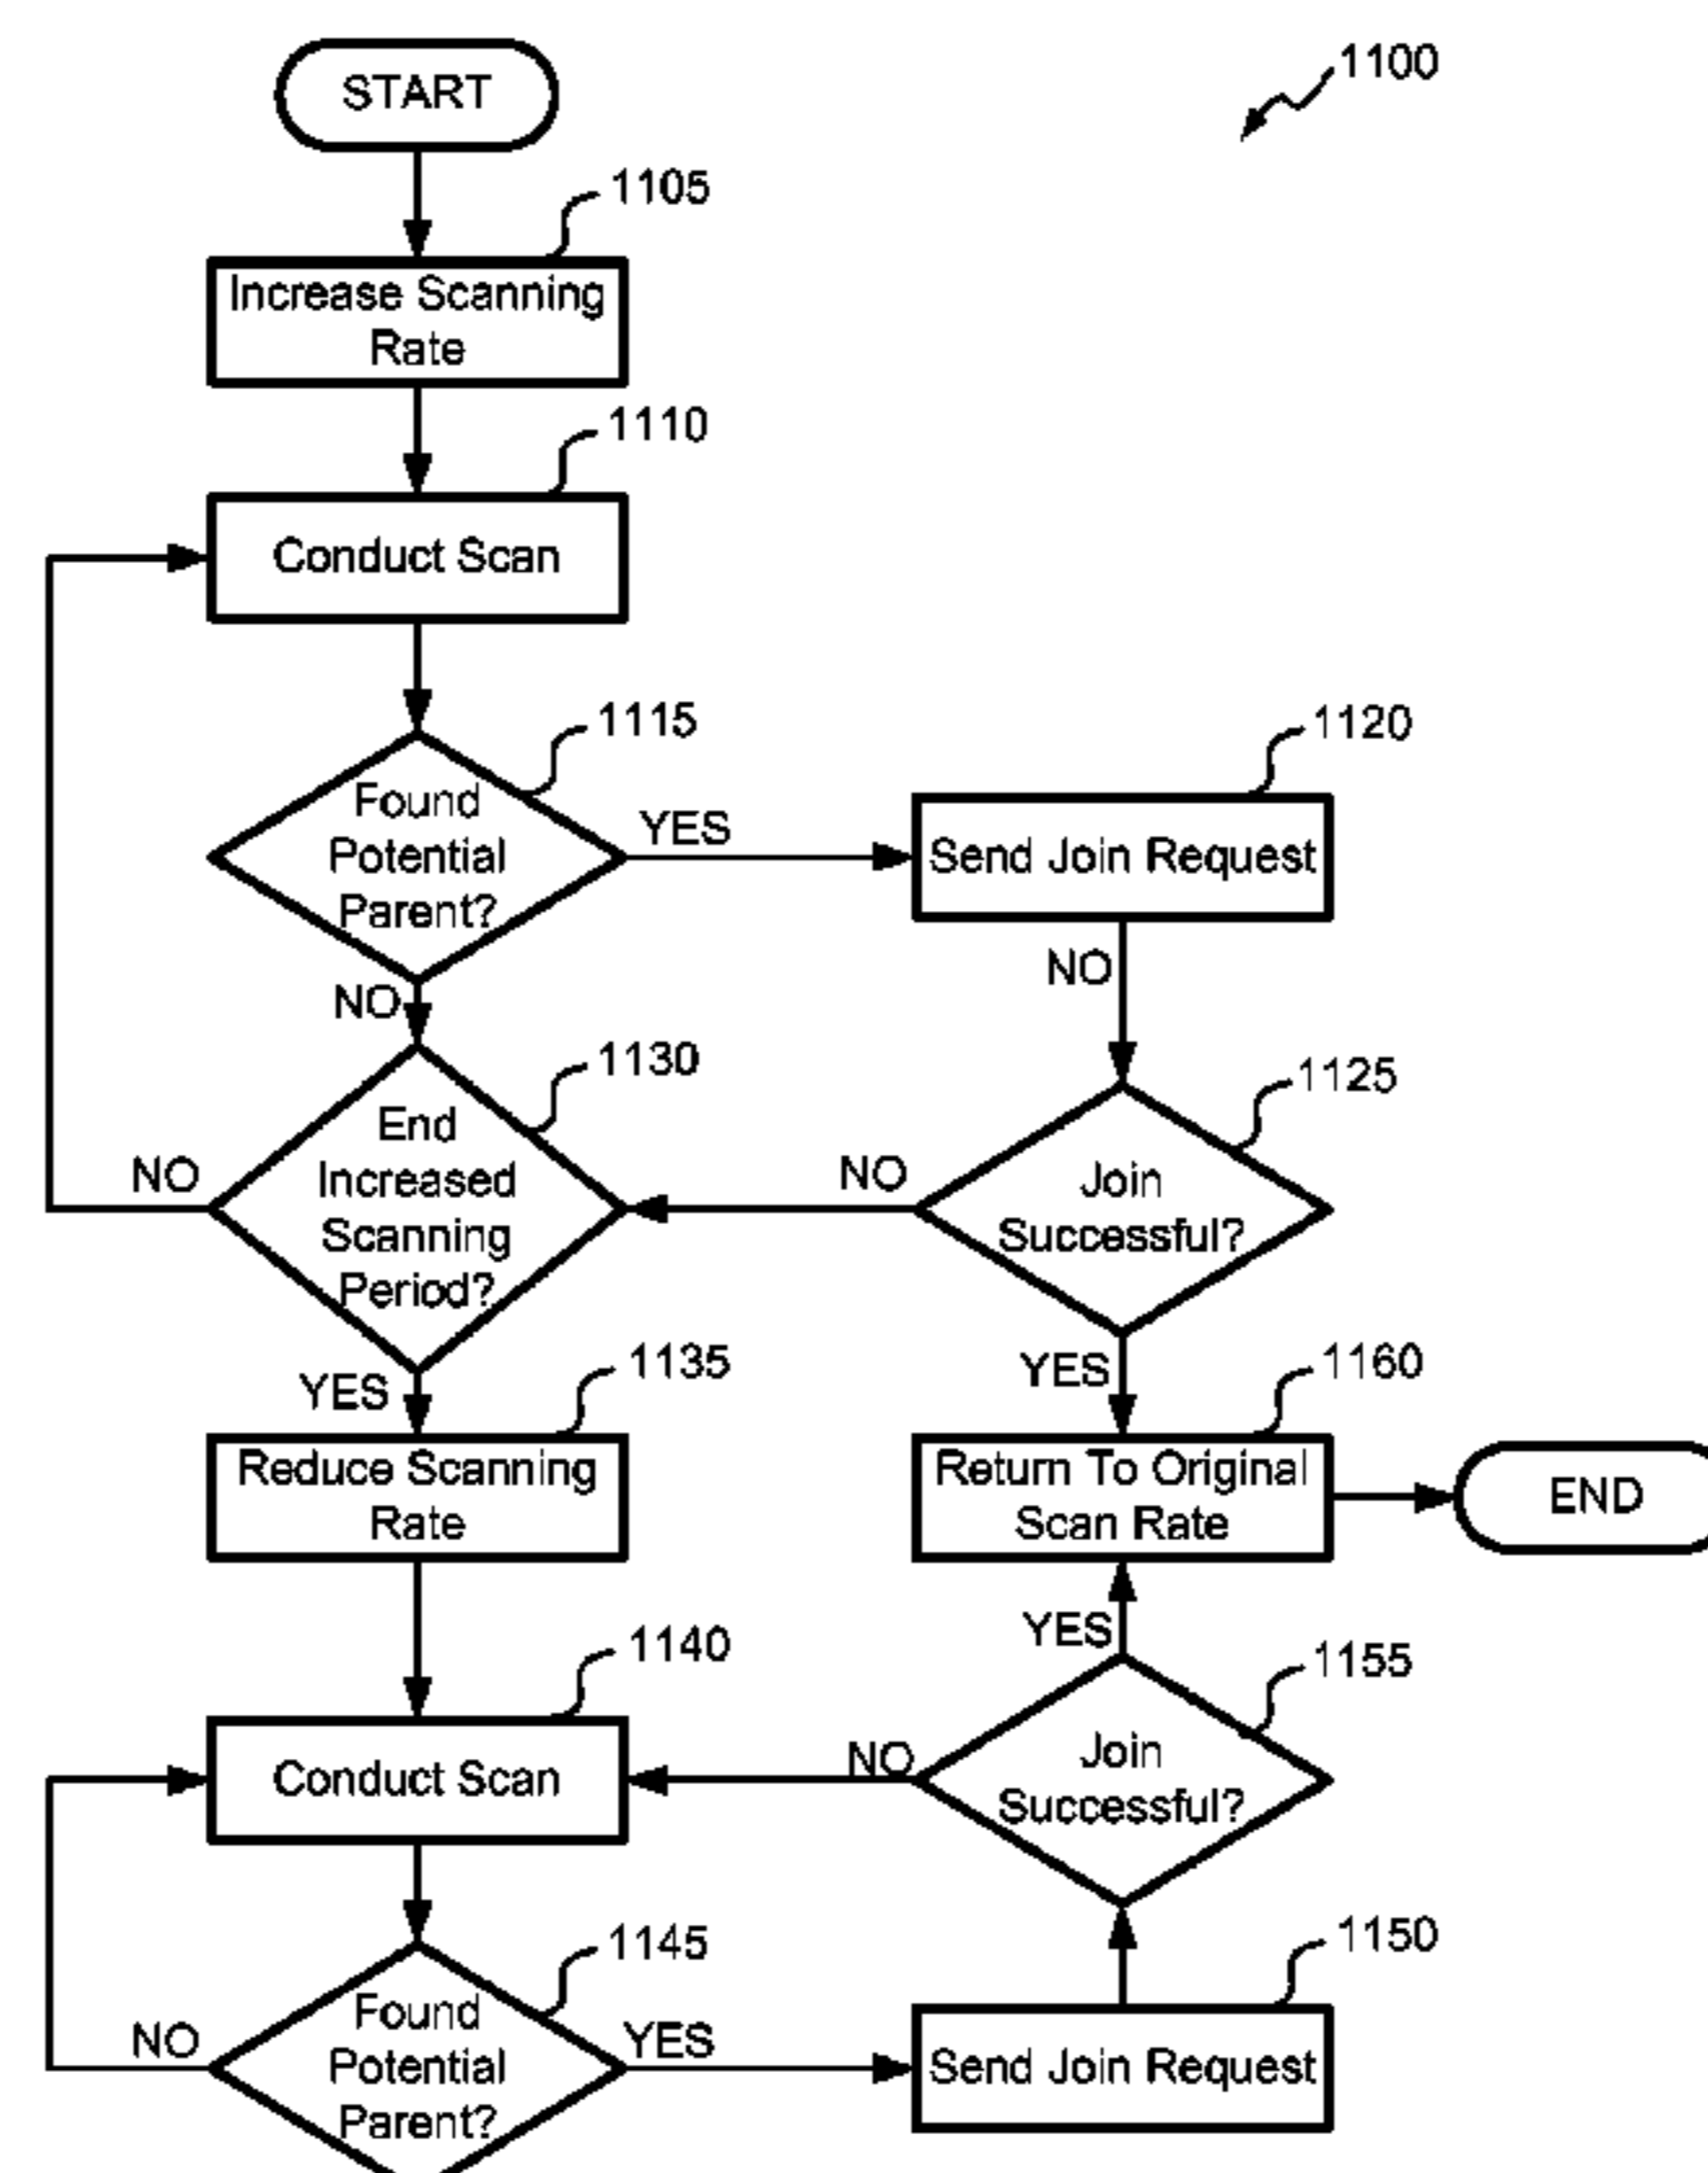 START
1100
1105
Increase Scanning
Rate
1110
Conduct Scan
1115
Found
Potential
Parent?
YES
1120
Send Join Request
NO
NO
1130
End
Increased
Scanning
Period?
NO
NO
1125
Join
Successful?
YES
1135
Reduce Scanning
Rate
YES
1160
Return To Original
Scan Rate
END
1140
Conduct Scan
YES
1155
NO
Join
Successful?
1145
Found
Potential
Parent?
NO
YES
1150
Send Join Request